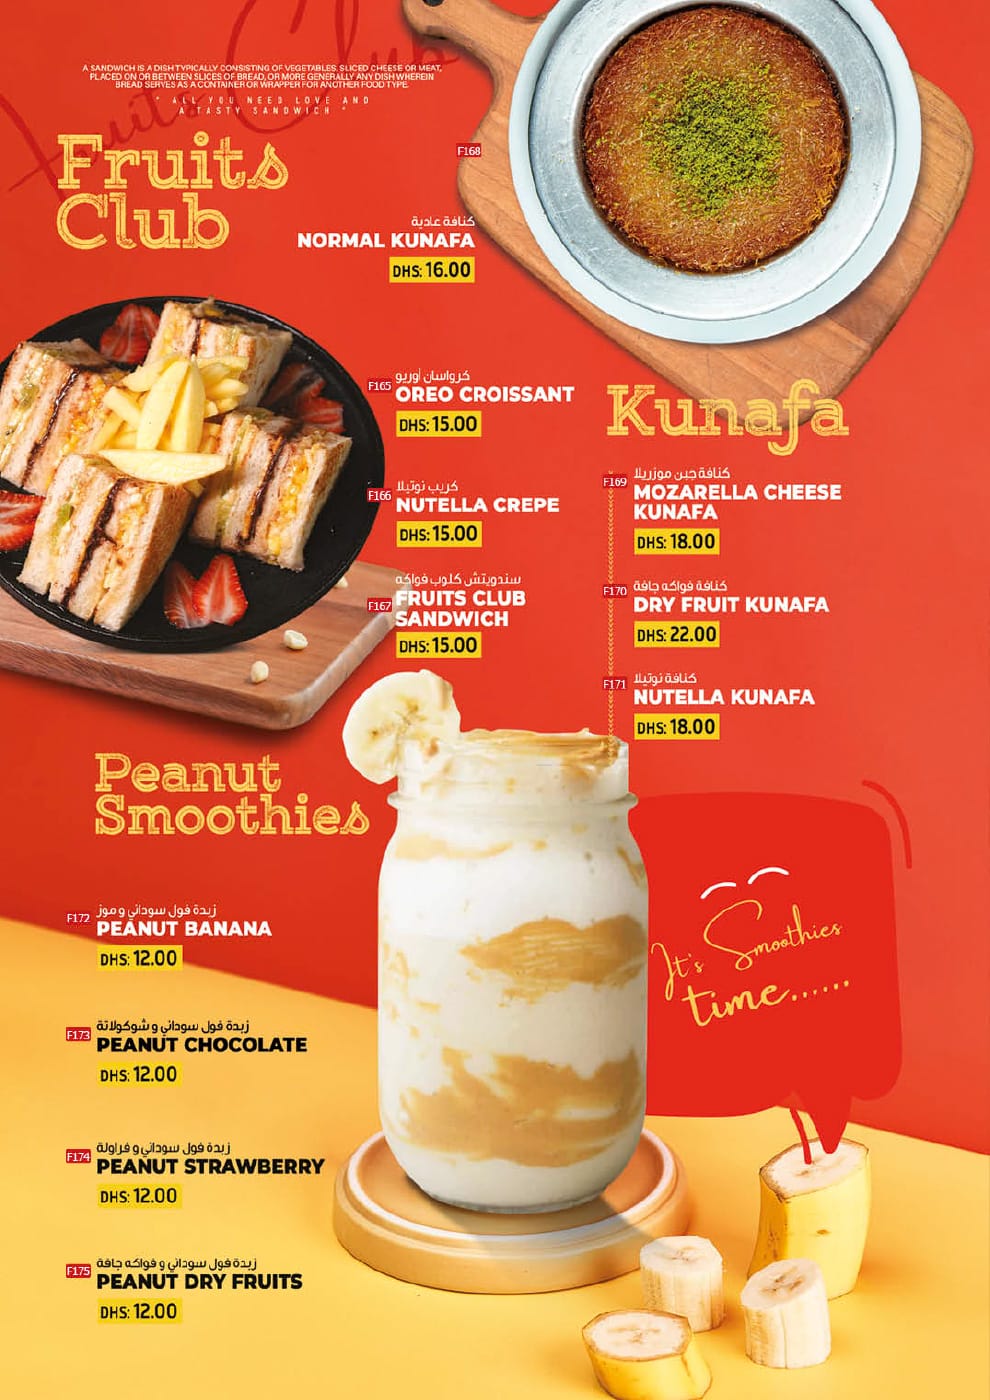 A SANDWICH IS A DISH TYPICALLY CONSISTING OF VEGETABLES, SLICED CHEESE OR MEAT,
PLACED ON OR BETWEEN SLICES OF BREAD, OR MORE GENERALLY ANY DISH WHEREIN
BREAD SERVES AS A CONTAINER OR WRAPPER FOR ANOTHER FOOD TYPE.
" ALL YOU NEED LOVE AND
A TASTY SANDWICH "
Fruits Club
Fruits
Club
F168
كنافة عادية
NORMAL KUNAFA
DHS: 16.00
F165
كرواسان اوريو
OREO CROISSANT
DHS: 15.00
F166
كريب نوتيلا
NUTELLA CREPE
DHS: 15.00
F167
سندويتش كلوب فواكه
FRUITS CLUB
SANDWICH
DHS: 15.00
Kunafa
F169
كنافة جبن موزريلا
MOZARELLA CHEESE
KUNAFA
DHS: 18.00
F170
كنافة فواكه جافة
DRY FRUIT KUNAFA
DHS: 22.00
F171
كنافة نوتيلا
NUTELLA KUNAFA
DHS: 18.00
Peanut
Smoothies
F172
زبدة فول سوداني و موز
PEANUT BANANA
DHS: 12.00
F173
زبدة فول سوداني و شوكولاتة
PEANUT CHOCOLATE
DHS: 12.00
F174
زبدة فول سوداني و فراولة
PEANUT STRAWBERRY
DHS: 12.00
F175
زبدة فول سوداني و فواكه جافة
PEANUT DRY FRUITS
DHS: 12.00
It's Smoothies
time......